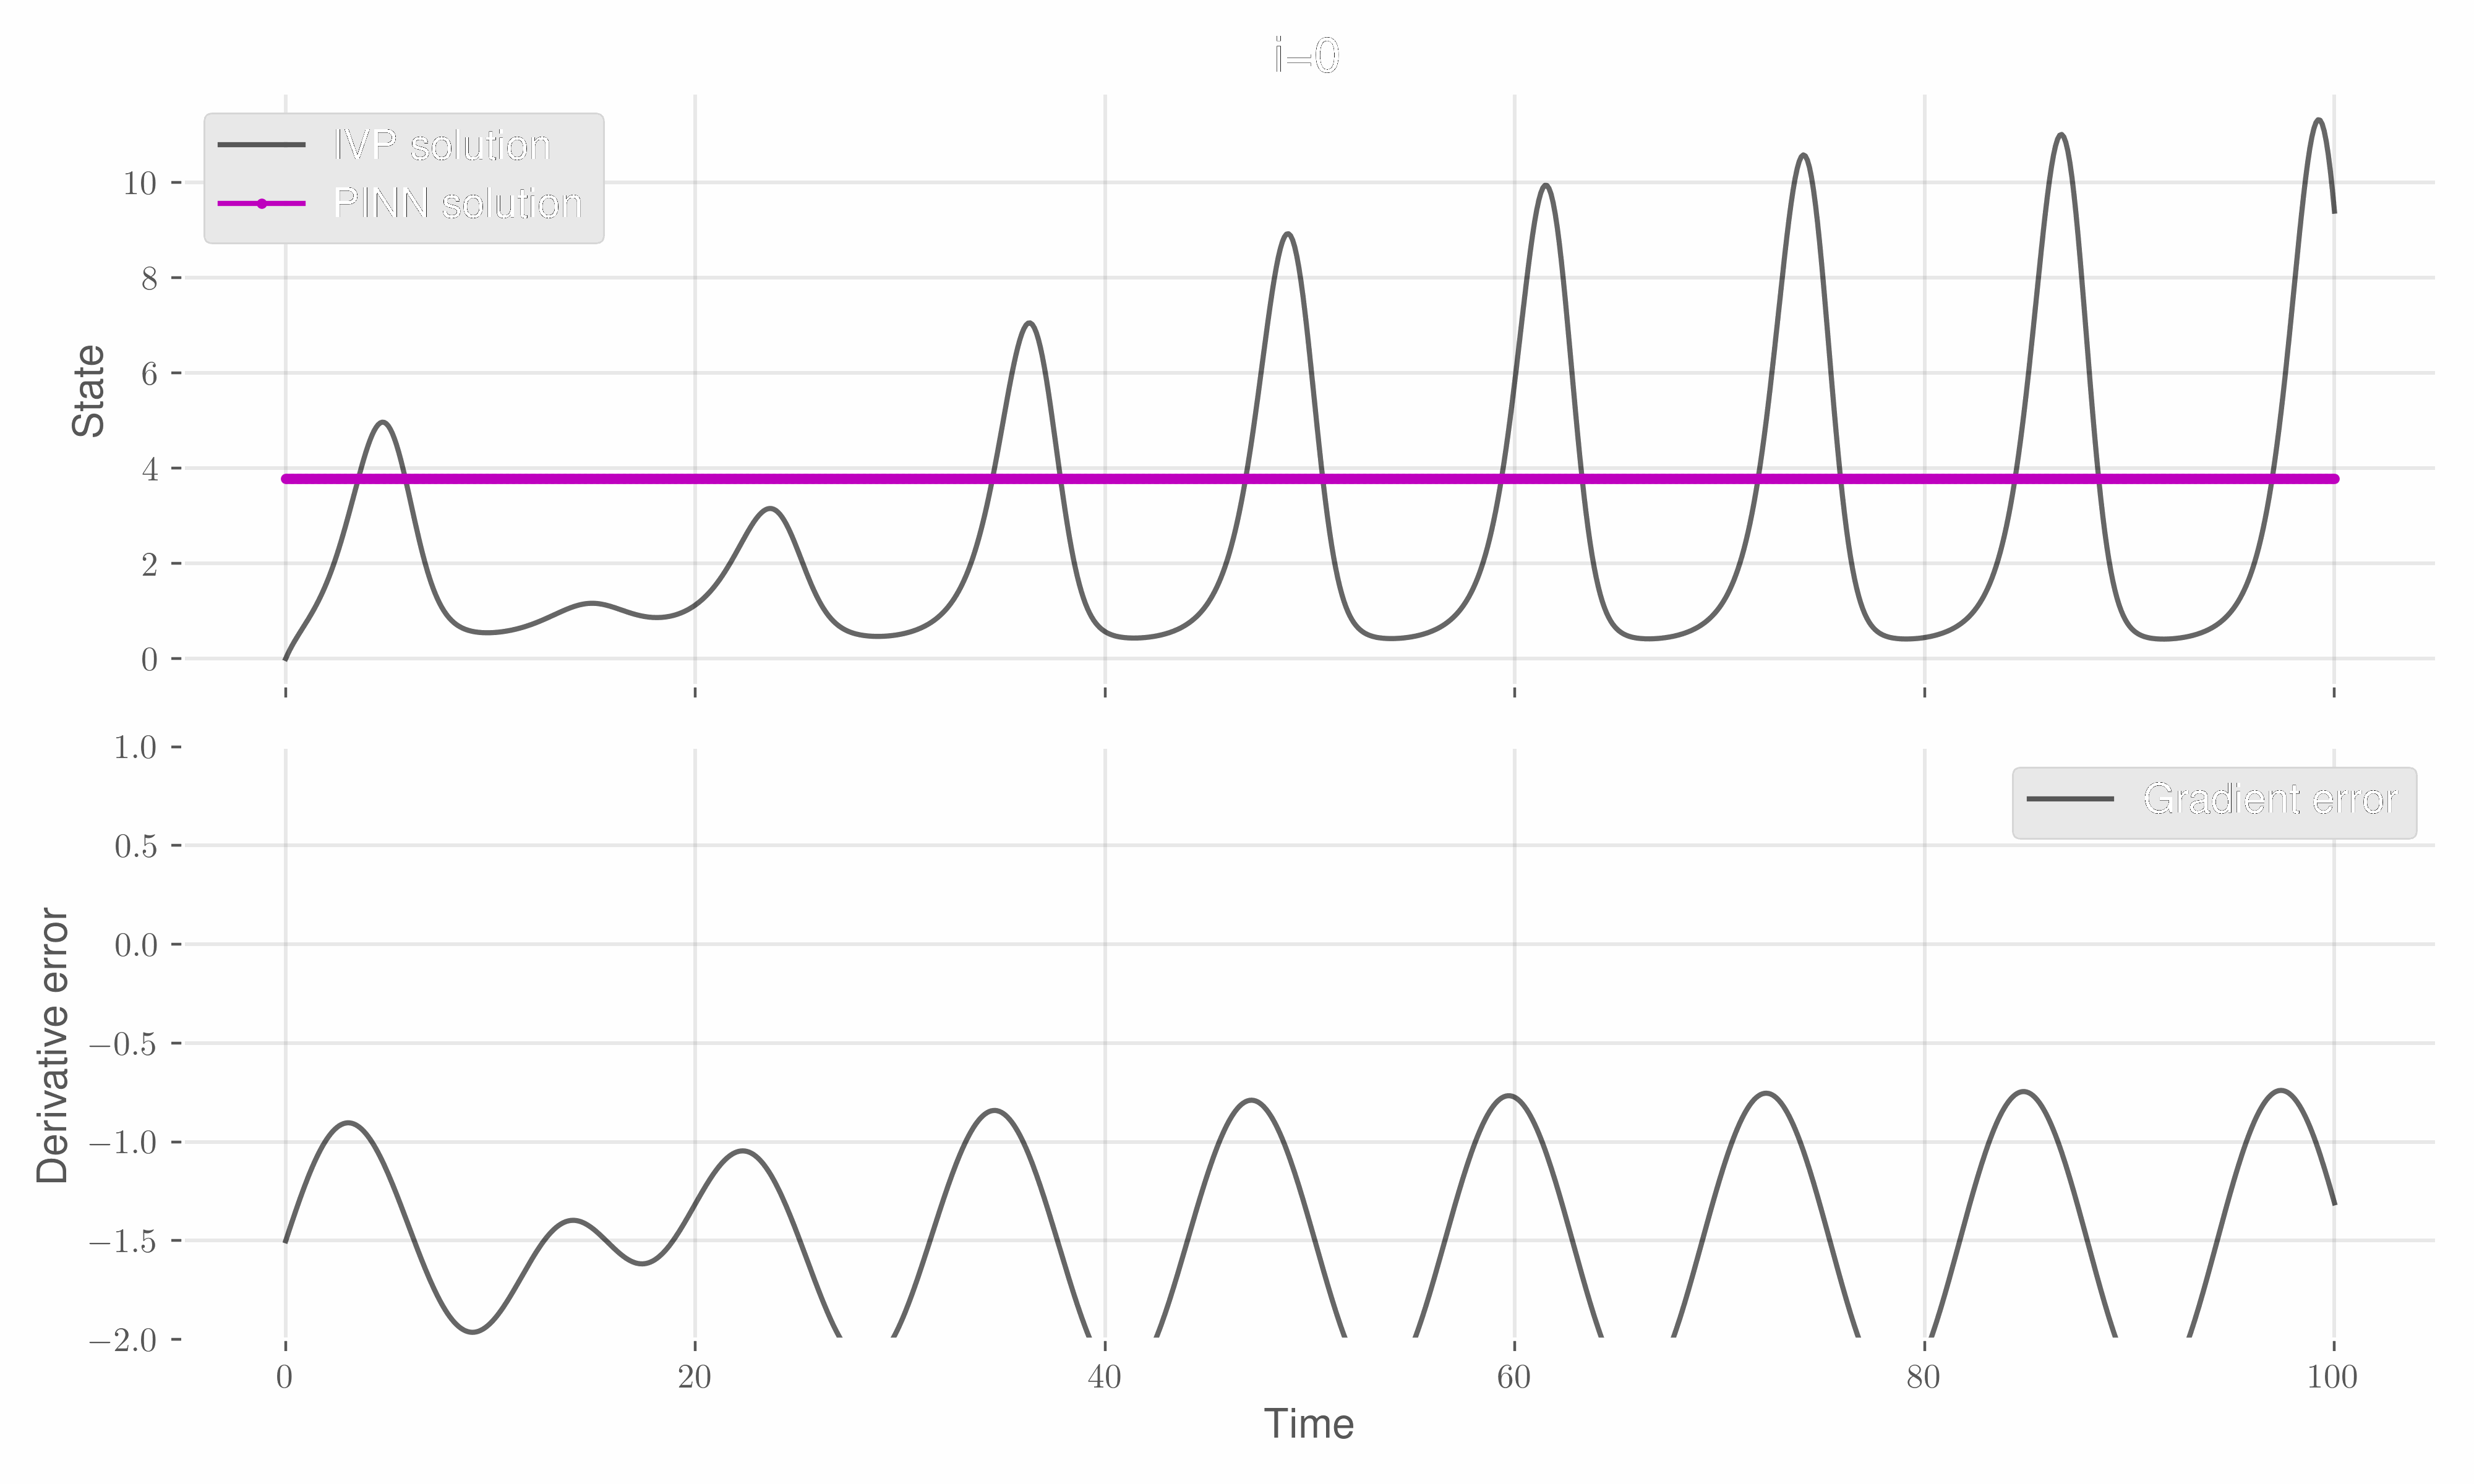 i=0
IVP solution
PINN solution
State
10
8
6
4
2
0
Gradient error
Derivative error
1.0
0.5
0.0
−0.5
−1.0
−1.5
−2.0
0 20 40 60 80 100
Time